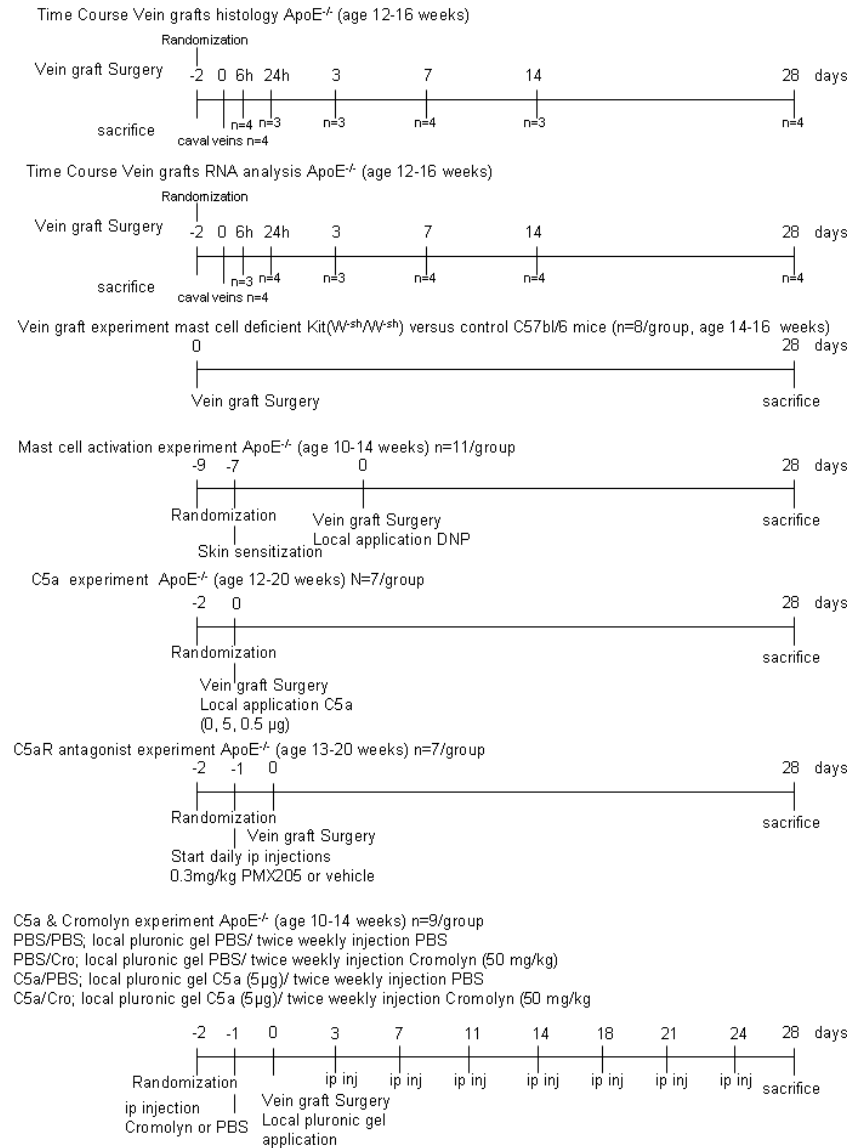 Time Course Vein grafts histology ApoE-/- (age 12-16 weeks)
Randomization
Vein graft Surgery -2 0 6h 24h 3 7 14 28 days
n=4 n=3 n=3 n=4 n=3 n=4
sacrifice
caval veins n=4
Time Course Vein grafts RNA analysis ApoE-/- (age 12-16 weeks)
Randomization
Vein graft Surgery -2 0 6h 24h 3 7 14 28 days
n=3 n=4 n=3 n=4 n=4 n=4
sacrifice
caval veins n=4
Vein graft experiment mast cell deficient Kit(W-sh/W-sh) versus control C57bl/6 mice (n=8/group, age 14-16 weeks)
0 28 days
Vein graft Surgery sacrifice
Mast cell activation experiment ApoE-/- (age 10-14 weeks) n=11/group
-9 -7 0 28 days
Randomization Vein graft Surgery sacrifice
Local application DNP
Skin sensitization
C5a experiment ApoE-/- (age 12-20 weeks) N=7/group
-2 0 28 days
Randomization sacrifice
Vein graft Surgery
Local application C5a
(0, 5, 0.5 µg)
C5aR antagonist experiment ApoE-/- (age 13-20 weeks) n=7/group
-2 -1 0 28 days
Randomization sacrifice
Vein graft Surgery
Start daily ip injections
0.3mg/kg PMX205 or vehicle
C5a & Cromolyn experiment ApoE-/- (age 10-14 weeks) n=9/group
PBS/PBS; local pluronic gel PBS/ twice weekly injection PBS
PBS/Cro; local pluronic gel PBS/ twice weekly injection Cromolyn (50 mg/kg)
C5a/PBS; local pluronic gel C5a (5µg)/ twice weekly injection PBS
C5a/Cro; local pluronic gel C5a (5µg)/ twice weekly injection Cromolyn (50 mg/kg
-2 -1 0 3 7 11 14 18 21 24 28 days
Randomization ip inj ip inj ip inj ip inj ip inj ip inj ip inj sacrifice
ip injection
Cromolyn or PBS
Vein graft Surgery
Local pluronic gel
application